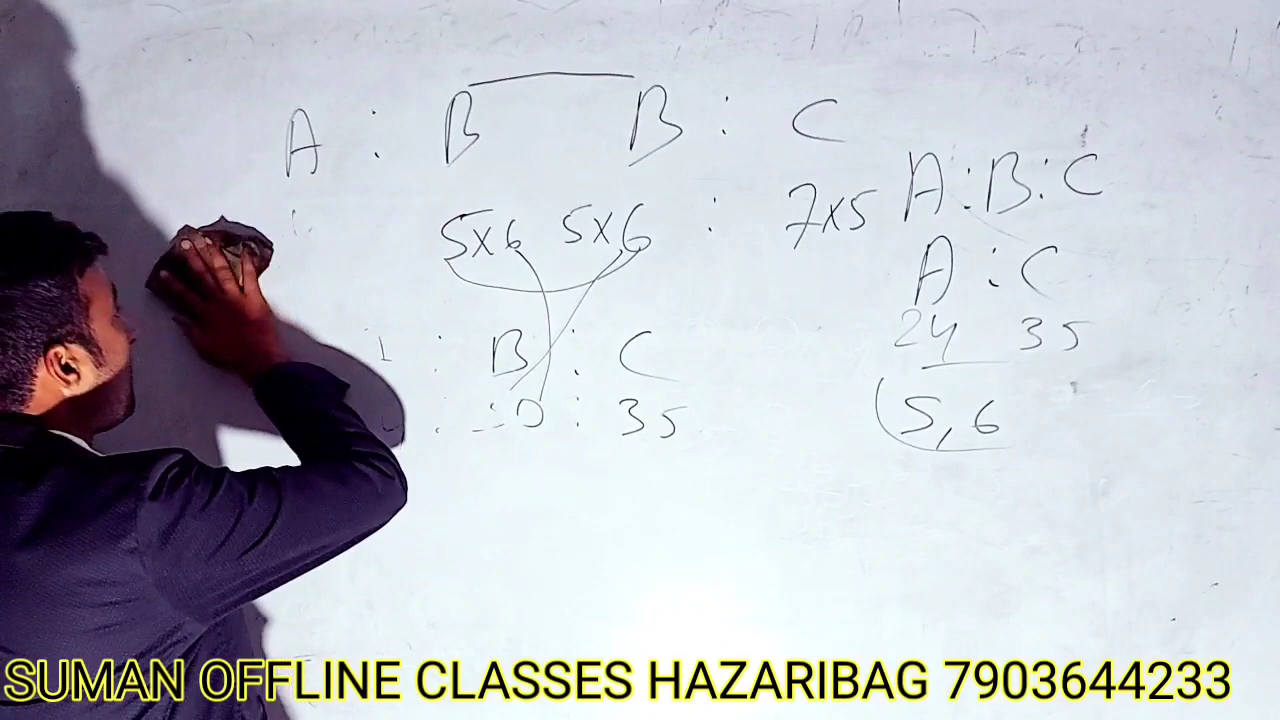 A : B B : C
5x6 5x6 : 7x5
A : B : C
A : C
24 35
: B : C
: 35
5, 6
SUMAN OFFLINE CLASSES HAZARIBAG 7903644233